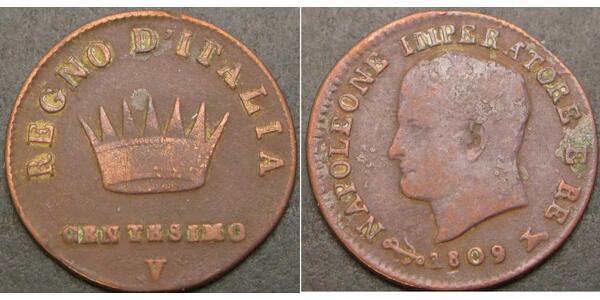 REGNO D'ITALIA
CENTESIMO
V
NAPOLEONE IMPERATORE E RE
1809